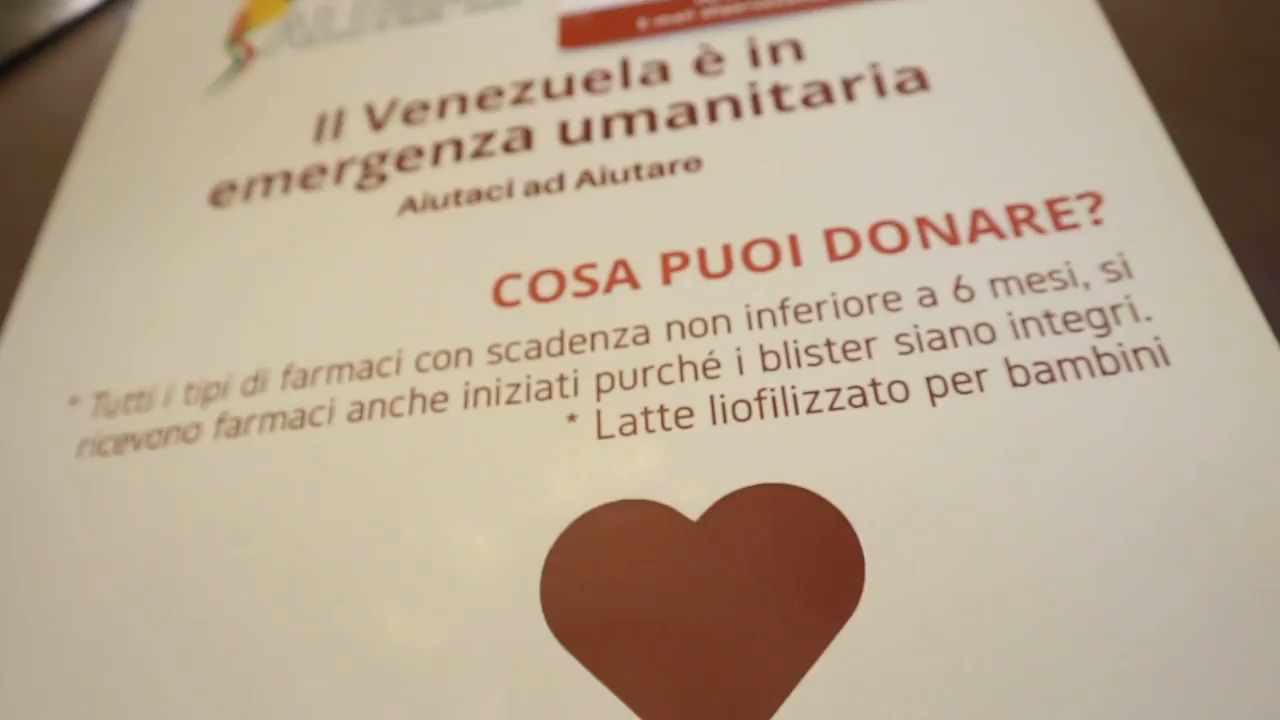 Il Venezuela è in
emergenza umanitaria
Aiutaci ad Aiutare
COSA PUOI DONARE?
* Tutti i tipi di farmaci con scadenza non inferiore a 6 mesi, si
ricevono farmaci anche iniziati purché i blister siano integri.
* Latte liofilizzato per bambini